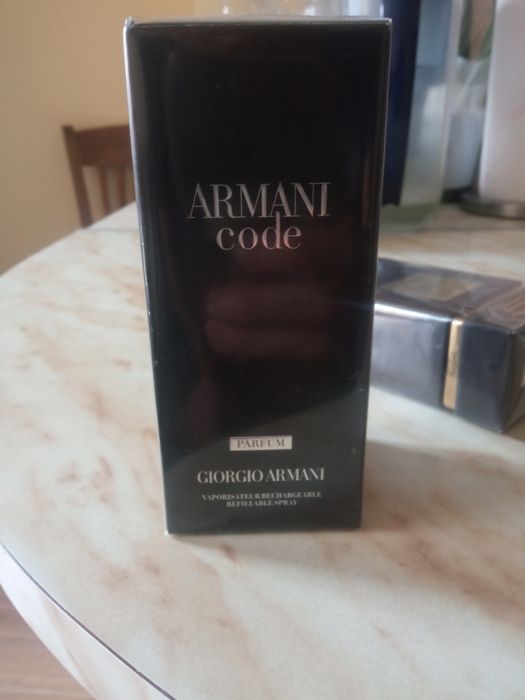 ARMANI
code
PARFUM
GIORGIO ARMANI
VAPORISATEUR RECHARGEABLE
REFILLABLE SPRAY